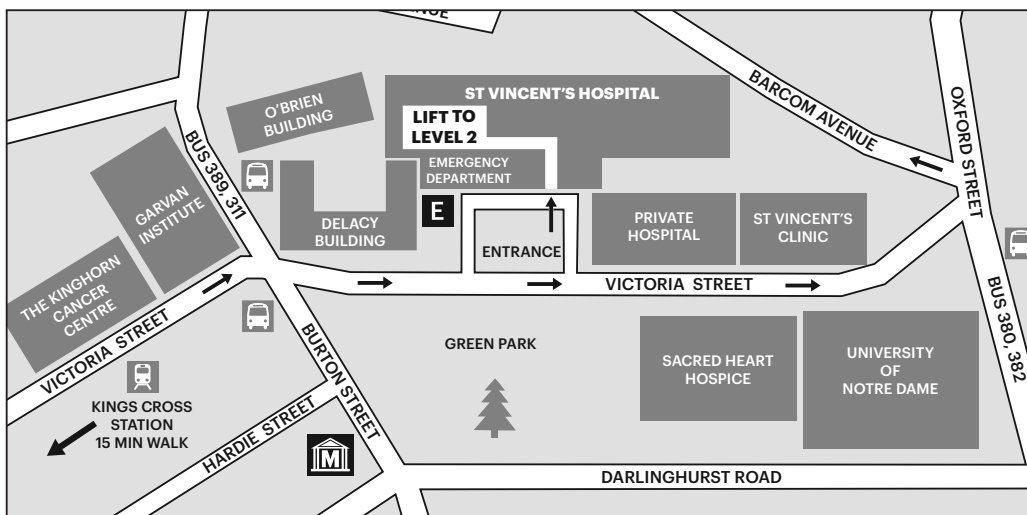 ST VINCENT'S HOSPITAL
LIFT TO
LEVEL 2
O'BRIEN
BUILDING
BARCOM AVENUE
OXFORD STREET
BUS 389, 311
EMERGENCY
DEPARTMENT
GARVAN
INSTITUTE
DELACY
BUILDING
E
PRIVATE
HOSPITAL
ST VINCENT'S
CLINIC
ENTRANCE
THE KINGHORN
CANCER
CENTRE
VICTORIA STREET
VICTORIA STREET
BUS 380, 382
BURTON STREET
GREEN PARK
SACRED HEART
HOSPICE
UNIVERSITY
OF
NOTRE DAME
KINGS CROSS
STATION
15 MIN WALK
HARDIE STREET
M
DARLINGHURST ROAD